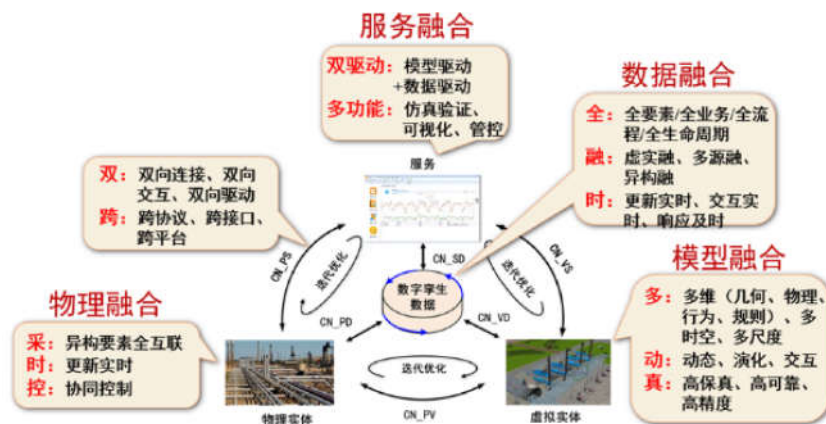 服务融合
双驱动：模型驱动
+数据驱动
多功能：仿真验证、
可视化、管控
数据融合
全：全要素/全业务/全流
程/全生命周期
融：虚实融、多源融、
异构融
时：更新实时、交互实
时、响应及时
双：双向连接、双向
交互、双向驱动
跨：跨协议、跨接口、
跨平台
服务
CN_PS
迭代优化
CN_SD
迭代优化
CN_VS
数字孪生
数据
CN_PD
CN_VD
物理融合
采：异构要素全互联
时：更新实时
控：协同控制
模型融合
多：多维（几何、物理、
行为、规则）、多
时空、多尺度
动：动态、演化、交互
真：高保真、高可靠、
高精度
迭代优化
物理实体
CN_PV
虚拟实体